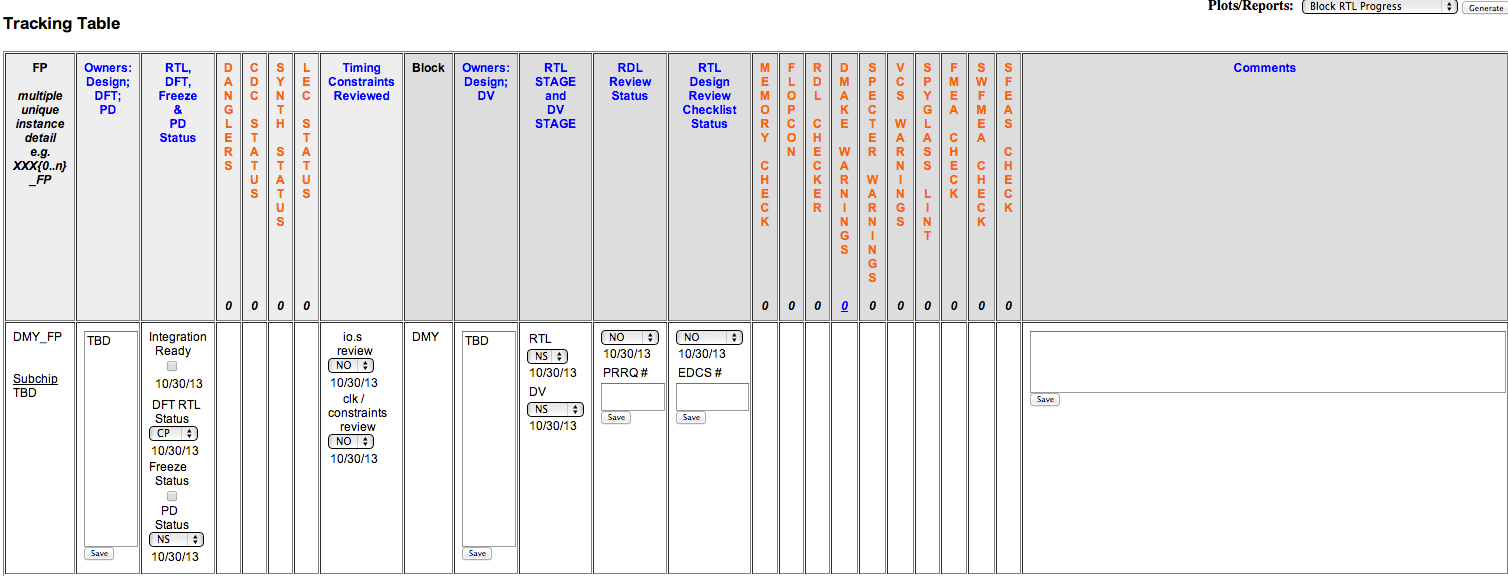 Plots/Reports: Block RTL Progress Generate
Tracking Table
FP
multiple
unique
instance
detail
e.g.
XXX{0..n}
_FP
Owners:
Design;
DFT;
PD
RTL,
DFT,
Freeze
&
PD
Status
DANGLERS
0
CDC STATUS
0
SYNTH STATUS
0
LEC STATUS
0
Timing
Constraints
Reviewed
Block
Owners:
Design;
DV
RTL
STAGE
and
DV
STAGE
RDL
Review
Status
RTL
Design
Review
Checklist
Status
MEMORY CHECK
0
FLOPCON
0
RDL CHECKER
0
DMAKE WARNINGS
0
SPECTER WARNINGS
0
VCS WARNINGS
0
SPYGLASS LINT
0
FMEA CHECK
0
SWFMEA CHECK
0
SFEAS CHECK
0
Comments
DMY_FP
Subchip
TBD
TBD
Save
Integration
Ready
10/30/13
DFT RTL
Status
CP
10/30/13
Freeze
Status
PD
Status
NS
10/30/13
io.s
review
NO
10/30/13
clk /
constraints
review
NO
10/30/13
DMY
TBD
Save
RTL
NS
10/30/13
DV
NS
10/30/13
NO
10/30/13
PRRQ #
Save
NO
10/30/13
EDCS #
Save
Save